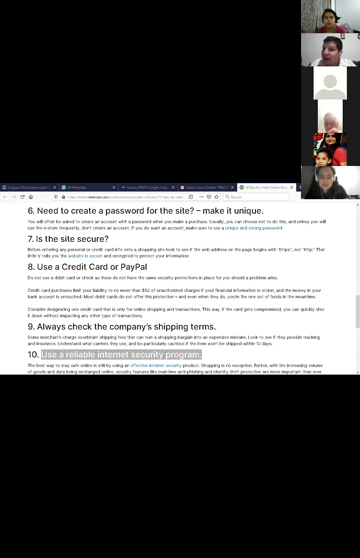 WhatsApp
6. Need to create a password for the site? – make it unique.
You will often be asked to create an account with a password when you make a purchase. Usually, you can choose not to do this, and unless you will
use the e-store frequently, don't create an account. If you do want an account, make sure to use a unique and strong password.
7. Is the site secure?
Before entering any personal or credit card info onto a shopping site look to see if the web address on the page begins with "https:", not "http:" That
little 's' tells you the website is secure and encrypted to protect your information.
8. Use a Credit Card or PayPal
Do not use a debit card or check as these do not have the same security protections in place for you should a problem arise.
Credit card purchases limit your liability to no more than $50 of unauthorized charges if your financial information is stolen, and the money in your
bank account is untouched. Most debit cards do not offer this protection – and even when they do, you're the one out of funds in the meantime.
Consider designating one credit card that is only for online shopping and transactions. This way, if the card gets compromised, you can quickly shut
it down without impacting any other type of transactions.
9. Always check the company's shipping terms.
Some merchants charge exorbitant shipping fees that can turn a shopping bargain into an expensive mistake. Look to see if they provide tracking
and insurance. Understand what carriers they use, and be particularly cautious if the item won't be shipped within 10 days.
10. Use a reliable internet security program.
The best way to stay safe online is still by using an effective internet security product. Shopping is no exception. Rather, with the increasing volume
of goods and data being exchanged online, security features like real-time anti-phishing and identity theft protection are more important than ever.